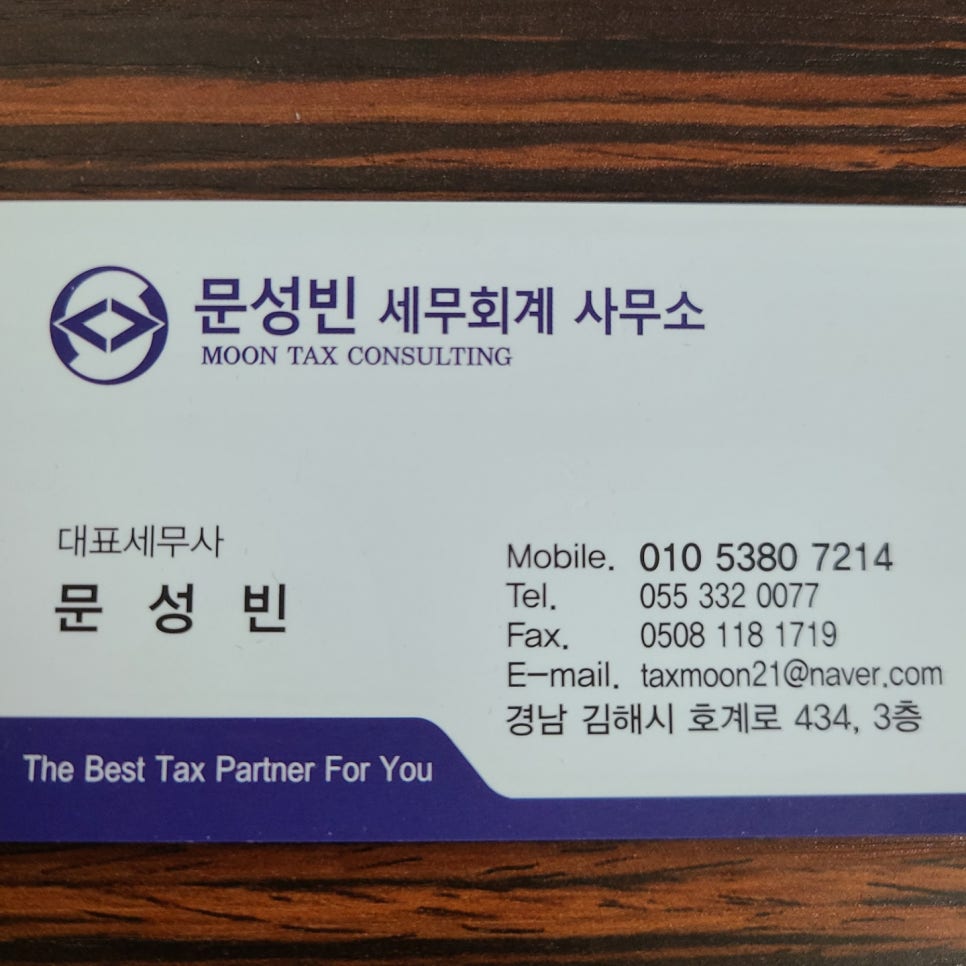 문성빈 세무회계 사무소
MOON TAX CONSULTING
대표세무사
문 성 빈
Mobile. 010 5380 7214
Tel. 055 332 0077
Fax. 0508 118 1719
E-mail. taxmoon21@naver.com
경남 김해시 호계로 434, 3층
The Best Tax Partner For You